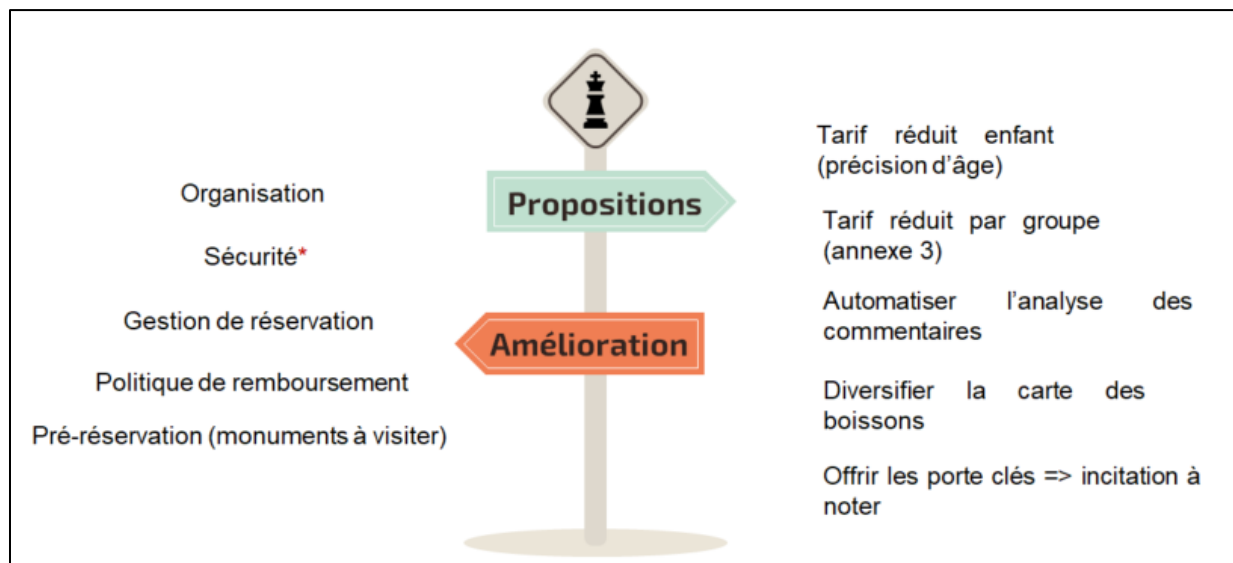 Organisation
Sécurité*
Gestion de réservation
Politique de remboursement
Pré-réservation (monuments à visiter)
Propositions
Amélioration
Tarif réduit enfant
(précision d'âge)
Tarif réduit par groupe
(annexe 3)
Automatiser l'analyse des
commentaires
Diversifier la carte des
boissons
Offrir les porte clés => incitation à
noter